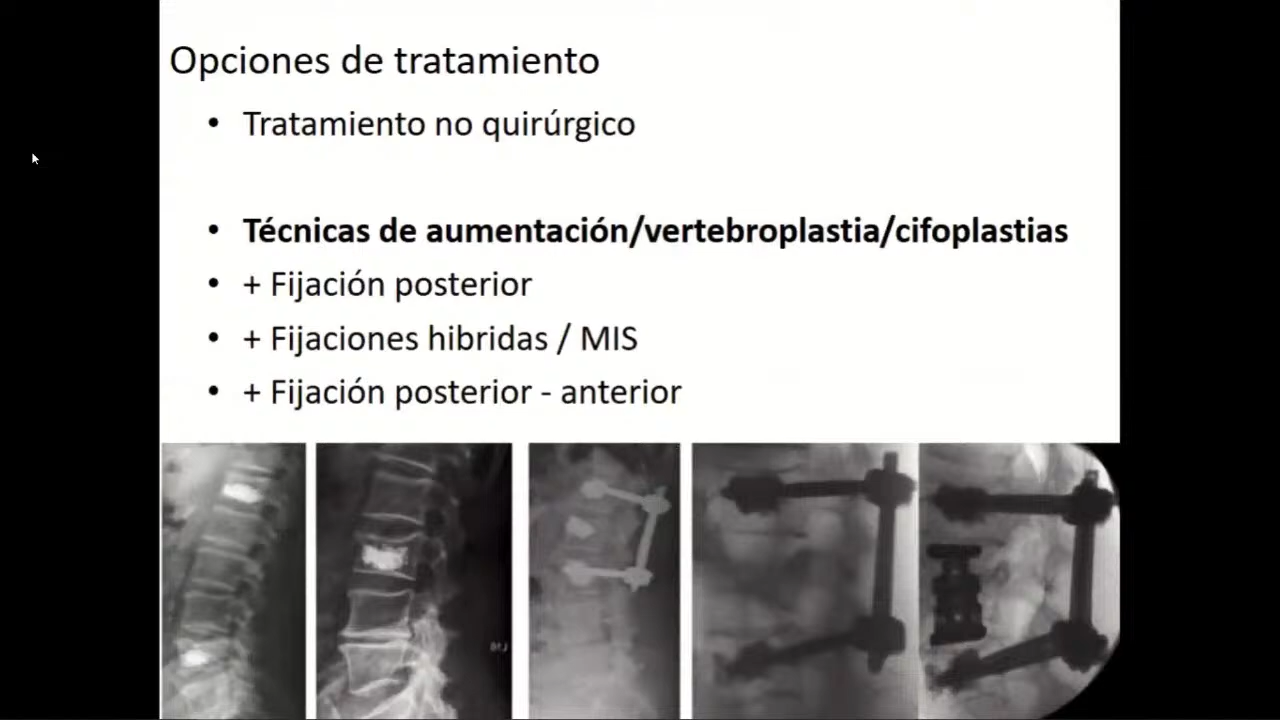 Opciones de tratamiento
• Tratamiento no quirúrgico
• Técnicas de aumentación/vertebroplastia/cifoplastias
• + Fijación posterior
• + Fijaciones hibridas / MIS
• + Fijación posterior - anterior